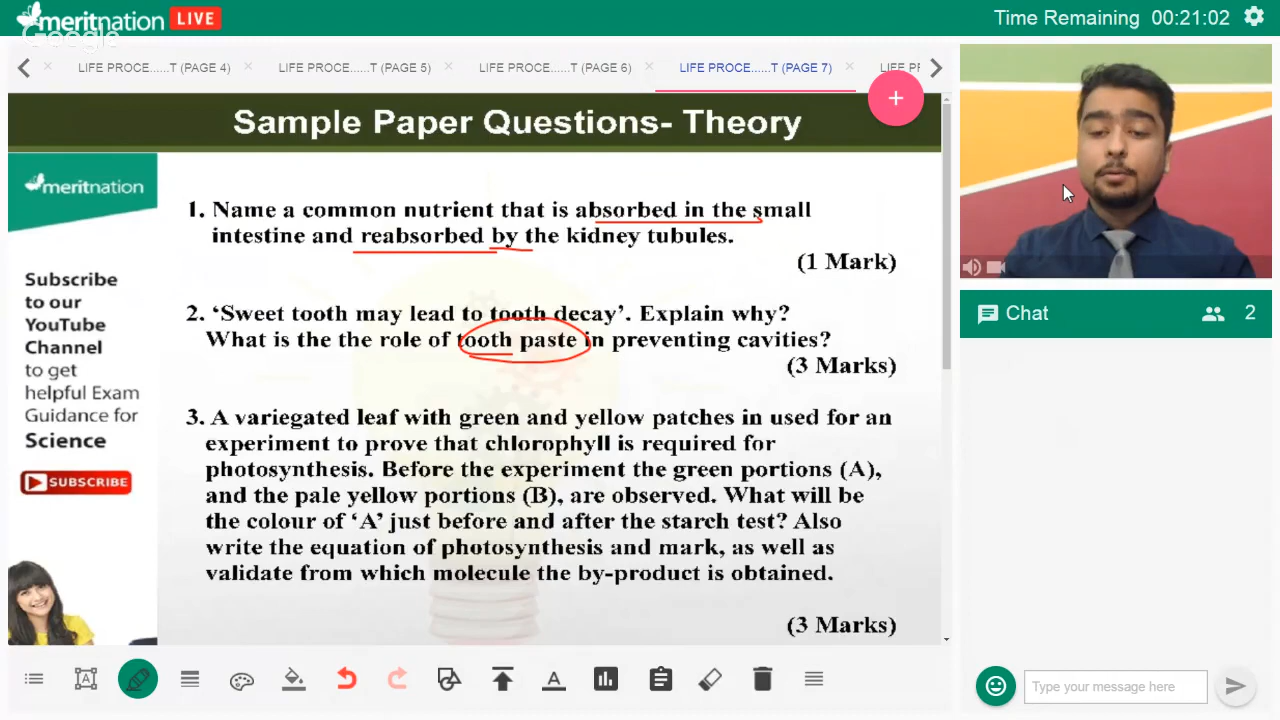 meritnation LIVE
Google
Time Remaining 00:21:02
LIFE PROCE......T (PAGE 4)
LIFE PROCE......T (PAGE 5)
LIFE PROCE......T (PAGE 6)
LIFE PROCE......T (PAGE 7)
LIFE PF
Sample Paper Questions- Theory
meritnation
Subscribe
to our
YouTube
Channel
to get
helpful Exam
Guidance for
Science
SUBSCRIBE
1. Name a common nutrient that is absorbed in the small
intestine and reabsorbed by the kidney tubules.
(1 Mark)
2. ‘Sweet tooth may lead to tooth decay’. Explain why?
What is the the role of tooth paste in preventing cavities?
(3 Marks)
3. A variegated leaf with green and yellow patches in used for an
experiment to prove that chlorophyll is required for
photosynthesis. Before the experiment the green portions (A),
and the pale yellow portions (B), are observed. What will be
the colour of ‘A’ just before and after the starch test? Also
write the equation of photosynthesis and mark, as well as
validate from which molecule the by-product is obtained.
(3 Marks)
Chat 2
Type your message here